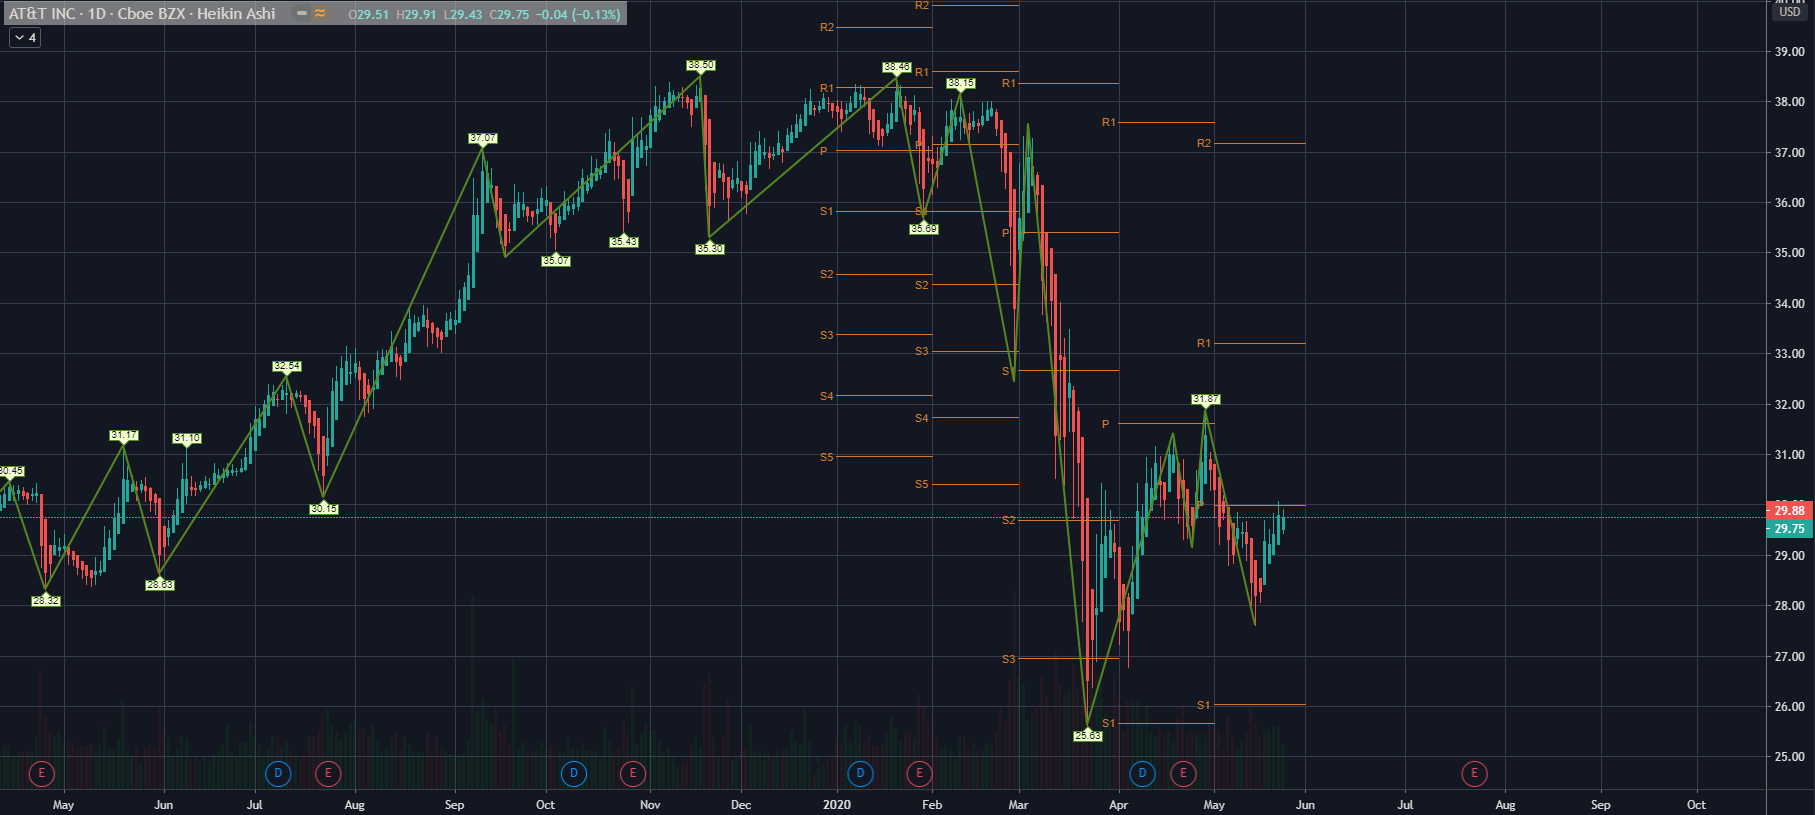 AT&T INC · 1D · Cboe BZX · Heikin Ashi O29.51 H29.91 L29.43 C29.75 −0.04 (−0.13%)
4
USD
39.00
38.00
37.00
36.00
35.00
34.00
33.00
32.00
31.00
29.88
29.75
29.00
28.00
27.00
26.00
25.00
30.45
28.32
31.17
28.63
31.10
32.54
30.15
37.07
35.07
35.43
38.50
35.30
38.46
35.69
38.15
25.63
31.87
R2
R1
P
S1
S2
S3
S4
S5
R2
R1
P
S1
S2
S3
S4
S5
R1
P
S1
S2
S3
R1
P
S1
R2
R1
P
S1
E D E D E D E D E E
May Jun Jul Aug Sep Oct Nov Dec 2020 Feb Mar Apr May Jun Jul Aug Sep Oct